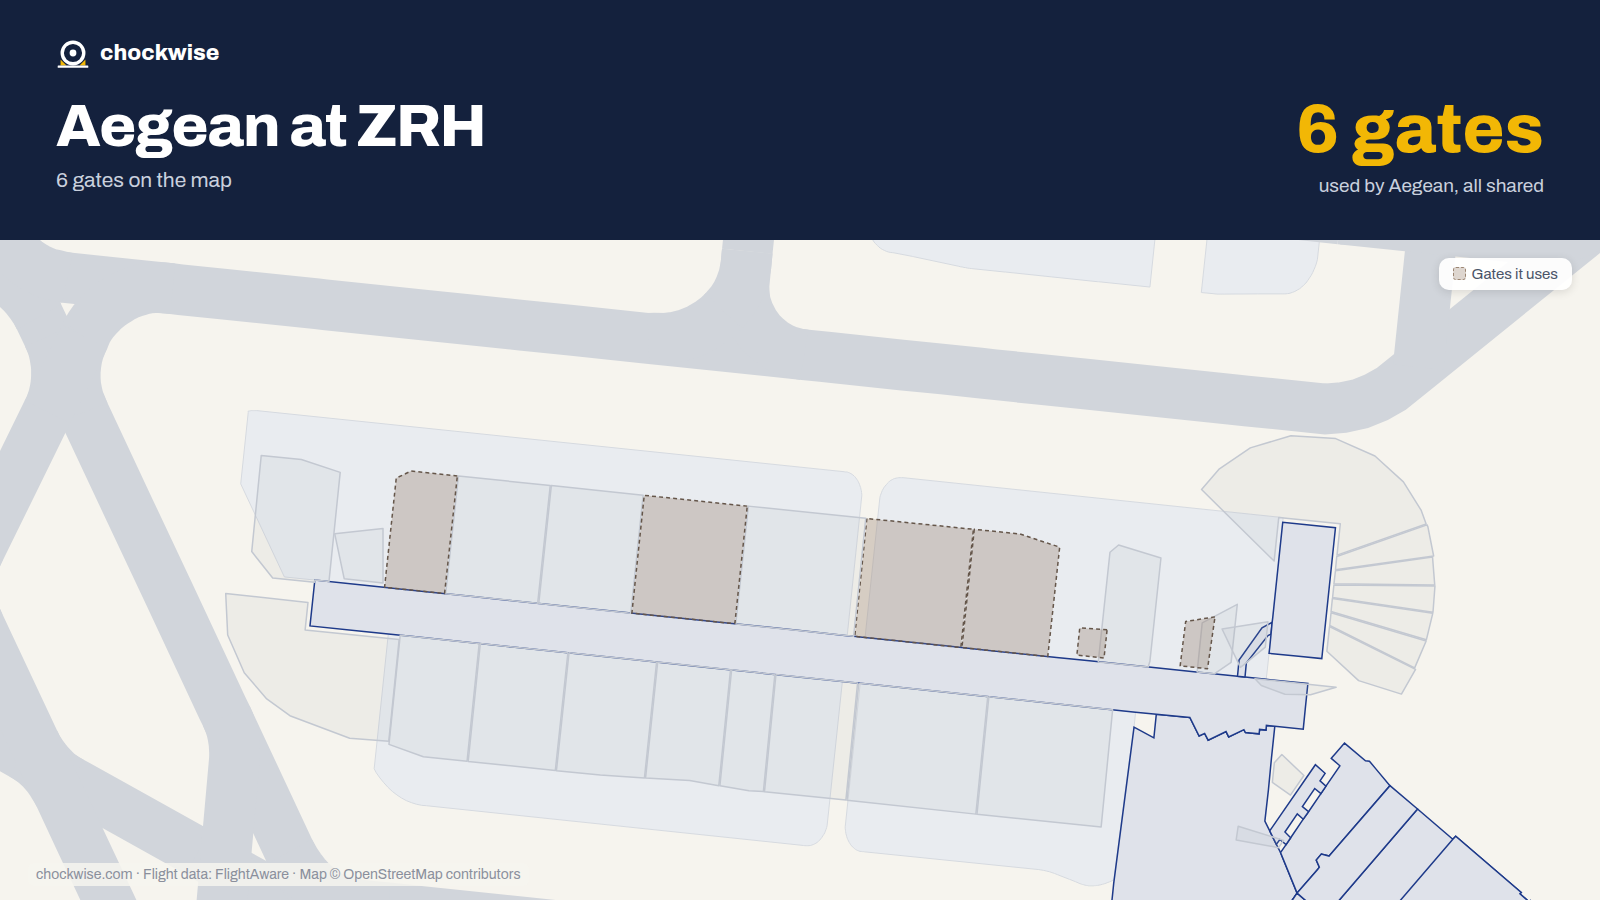 chockwise
Aegean at ZRH
6 gates on the map
6 gates
used by Aegean, all shared
Gates it uses
chockwise.com · Flight data: FlightAware · Map © OpenStreetMap contributors